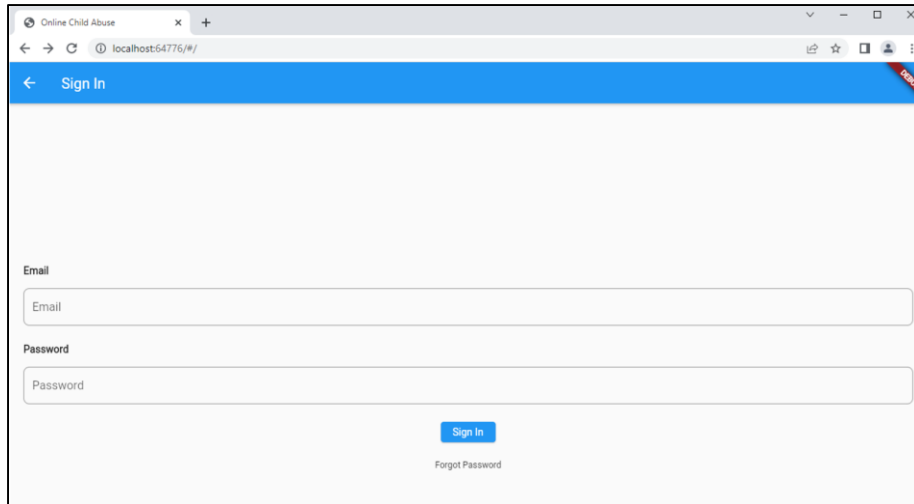 Online Child Abuse
localhost:64776/#/
Sign In
Email
Email
Password
Password
Sign In
Forgot Password